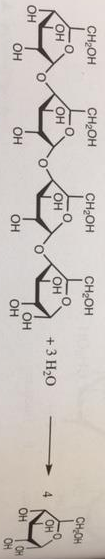 CH₂OH CH₂OH CH₂OH CH₂OH
O O O O
OH OH OH OH
OH O O O OH
OH OH OH OH
+ 3 H₂O
4
CH₂OH
O
OH
OH OH
OH